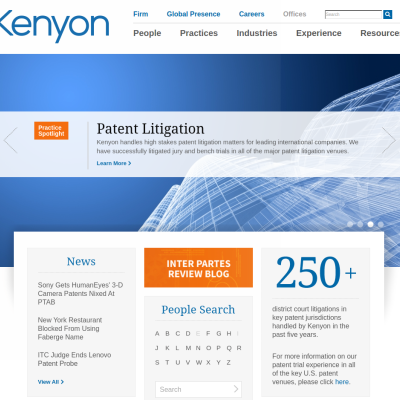 Kenyon
Firm Global Presence Careers Offices Search
People Practices Industries Experience Resources
Practice
Spotlight
Patent Litigation
Kenyon handles high stakes patent litigation matters for leading international companies. We
have successfully litigated jury and bench trials in all of the major patent litigation venues.
Learn More
News
Sony Gets HumanEyes' 3-D
Camera Patents Nixed At
PTAB
New York Restaurant
Blocked From Using
Faberge Name
ITC Judge Ends Lenovo
Patent Probe
View All
INTER PARTES
REVIEW BLOG
People Search
A B C D E F G H I
J K L M N O P Q R
S T U V W X Y Z
Search
250+
district court litigations in
key patent jurisdictions
handled by Kenyon in the
past five years.
For more information on our
patent trial experience in all
of the key U.S. patent
venues, please click here.